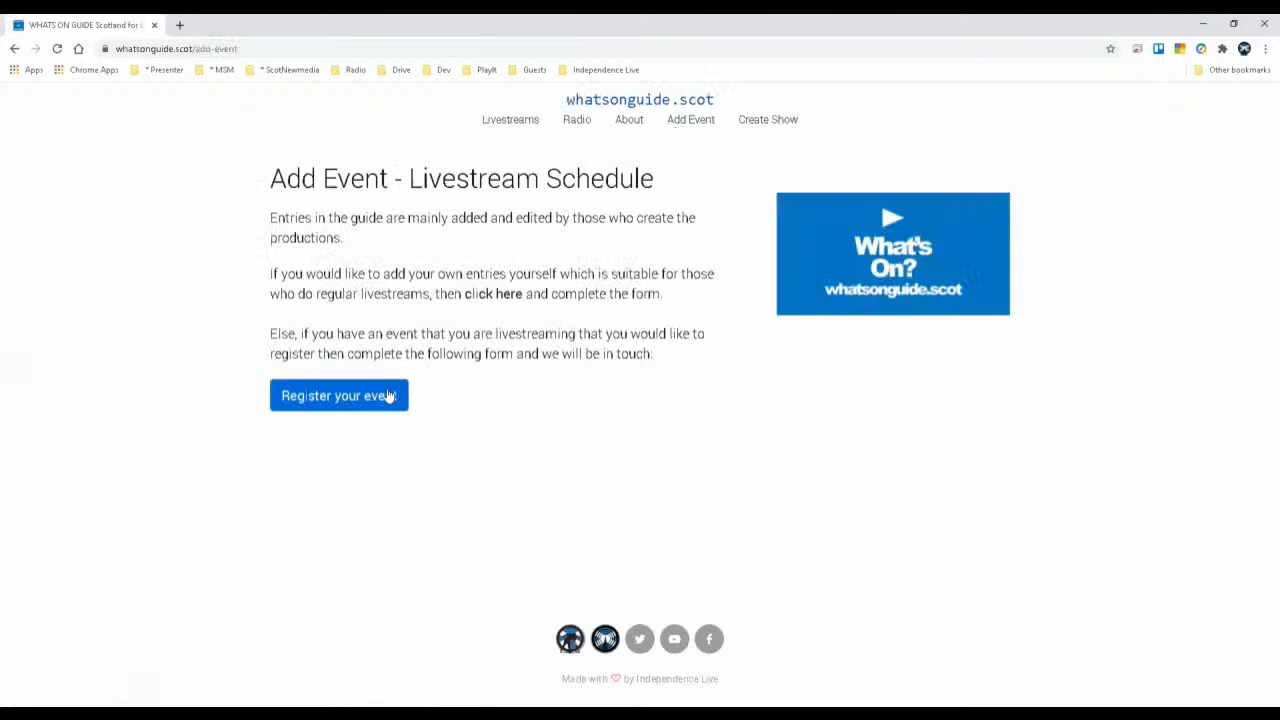 WHATS ON GUIDE Scotland for
whatsonguide.scot/add-event
Apps
Chrome Apps
* Presenter
* MSM
* ScotNewmedia
Radio
Drive
Dev
PlayIt
Guests
Independence Live
Other bookmarks
whatsonguide.scot
Livestreams Radio About Add Event Create Show
Add Event - Livestream Schedule
Entries in the guide are mainly added and edited by those who create the
productions.
If you would like to add your own entries yourself which is suitable for those
who do regular livestreams, then click here and complete the form.
Else, if you have an event that you are livestreaming that you would like to
register then complete the following form and we will be in touch:
Register your event
What's
On?
whatsonguide.scot
Made with ♡ by Independence Live